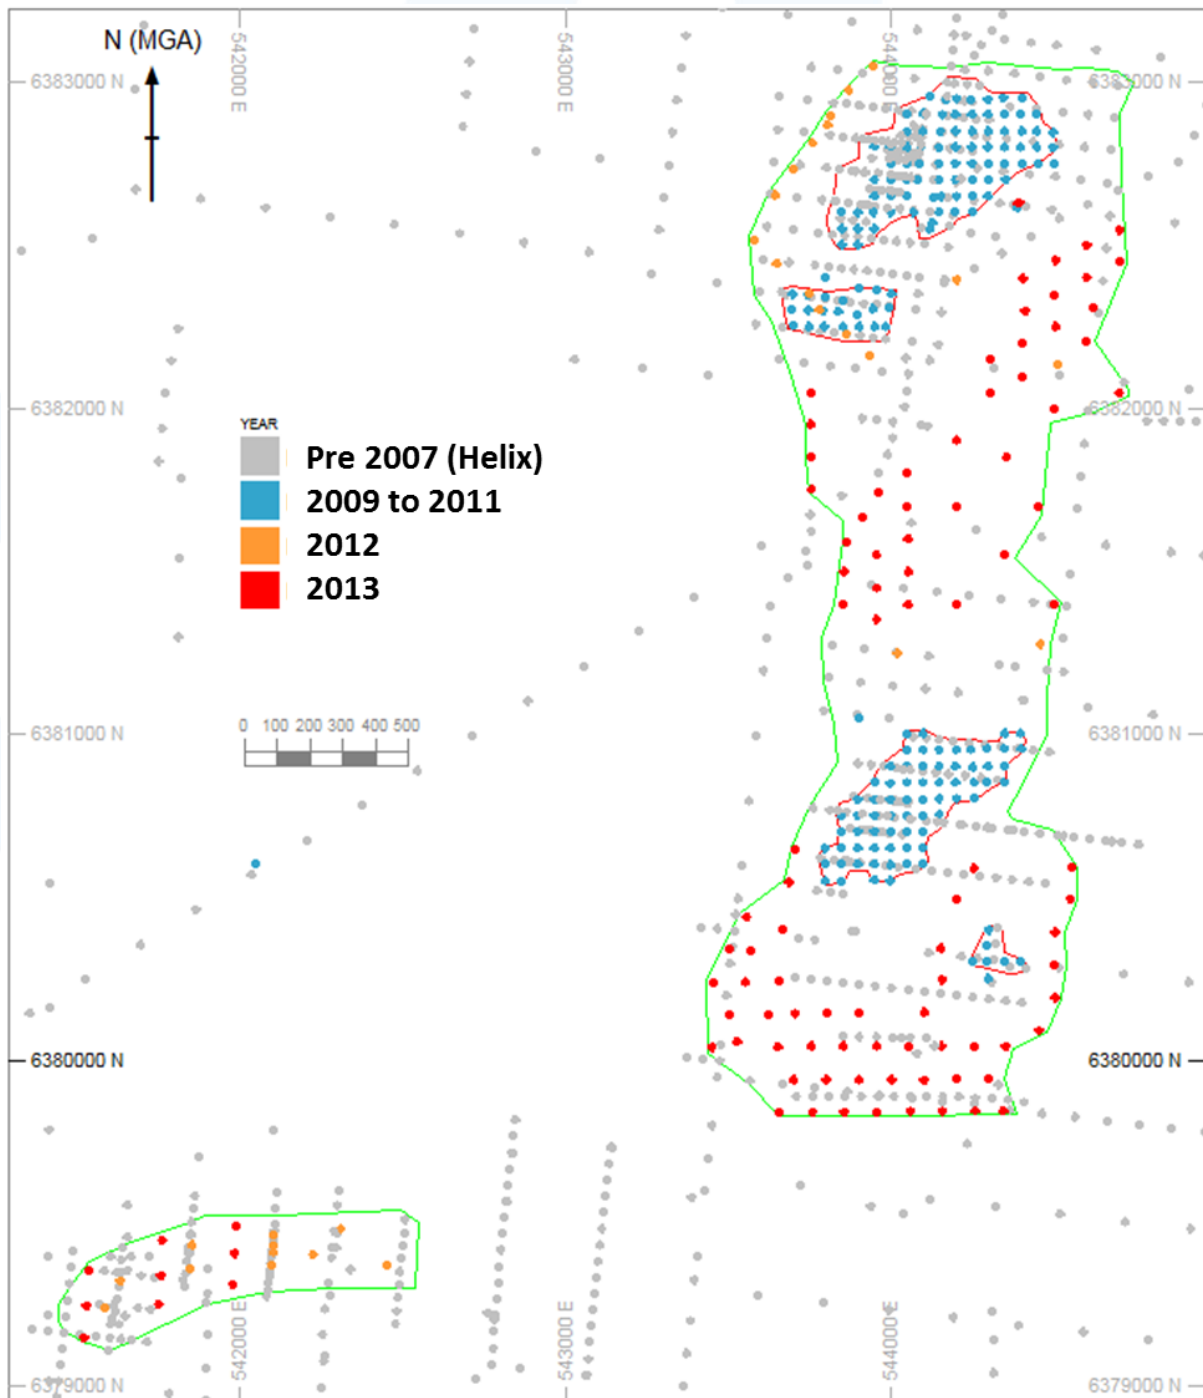 542000 E
543000 E
544000 E
N (MGA)
6383000 N
6383000 N
6382000 N
6382000 N
YEAR
Pre 2007 (Helix)
2009 to 2011
2012
2013
0 100 200 300 400 500
6381000 N
6381000 N
6380000 N
6380000 N
542000 E
543000 E
544000 E
6379000 N
6379000 N